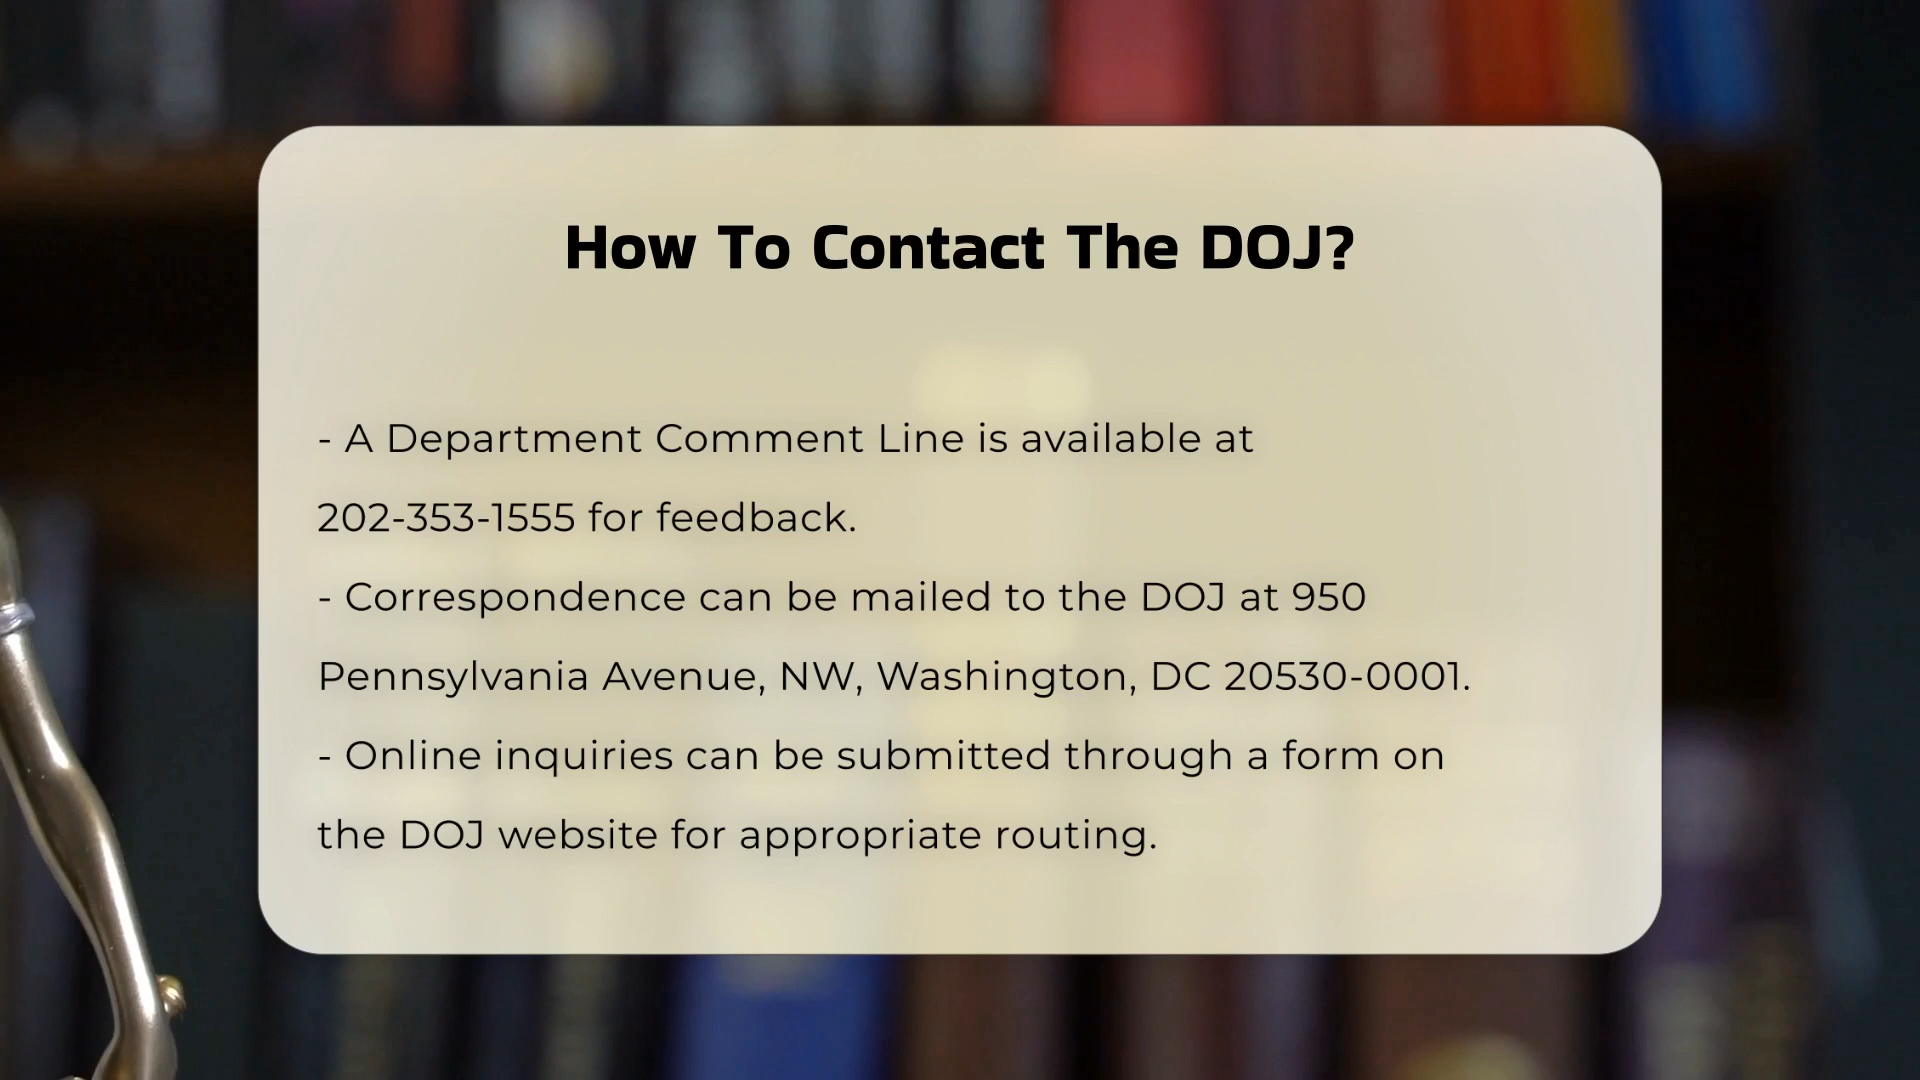 How To Contact The DOJ?
- A Department Comment Line is available at
202-353-1555 for feedback.
- Correspondence can be mailed to the DOJ at 950
Pennsylvania Avenue, NW, Washington, DC 20530-0001.
- Online inquiries can be submitted through a form on
the DOJ website for appropriate routing.